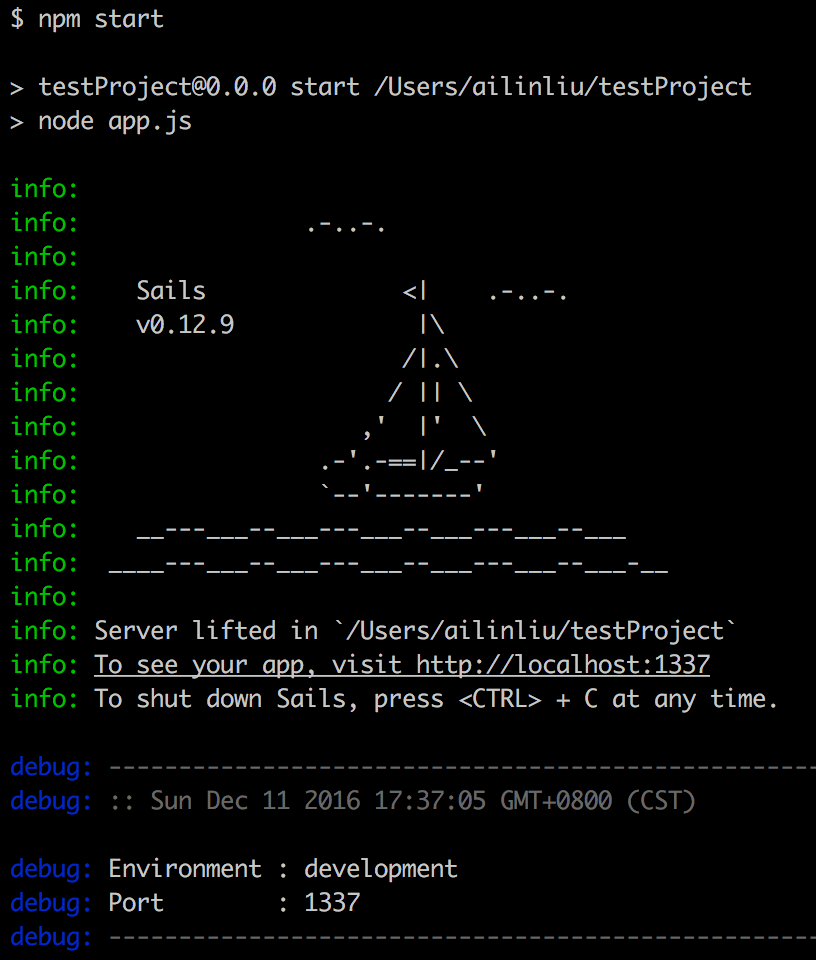 $ npm start

> testProject@0.0.0 start /Users/ailinliu/testProject
> node app.js

info:
info:                .-..-.
info:
info:    Sails              <|    .-..-.
info:    v0.12.9             |\
info:                       /|.\
info:                      / || \
info:                    ,'  |'  \
info:                 .-'.-==|/_--'
info:                 `--'-------'
info:    __---___--___---___--___---___--___
info:  ____---___--___---___--___---___--___-__
info:
info: Server lifted in `/Users/ailinliu/testProject`
info: To see your app, visit http://localhost:1337
info: To shut down Sails, press <CTRL> + C at any time.

debug: ---------------------------------------------------
debug: :: Sun Dec 11 2016 17:37:05 GMT+0800 (CST)

debug: Environment : development
debug: Port        : 1337
debug: ---------------------------------------------------